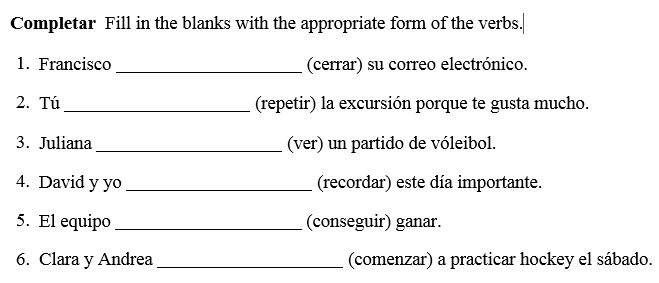 Completar Fill in the blanks with the appropriate form of the verbs.
1. Francisco ____________________ (cerrar) su correo electrónico.
2. Tú ____________________ (repetir) la excursión porque te gusta mucho.
3. Juliana ____________________ (ver) un partido de vóleibol.
4. David y yo ____________________ (recordar) este día importante.
5. El equipo ____________________ (conseguir) ganar.
6. Clara y Andrea ____________________ (comenzar) a practicar hockey el sábado.